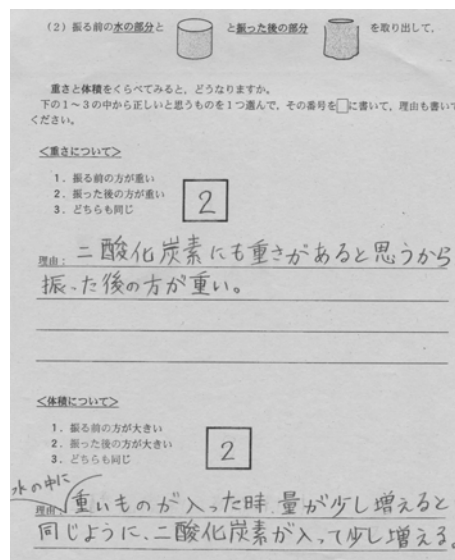 (2) 振る前の水の部分と と振った後の部分 を取り出して,
重さと体積をくらべてみると, どうなりますか。
下の1～3の中から正しいと思うものを1つ選んで, その番号を□に書いて, 理由も書いて
ください。
<重さについて>
1. 振る前の方が重い
2. 振った後の方が重い
3. どちらも同じ
2
理由: 二酸化炭素にも重さがあると思うから
振った後の方が重い。
<体積について>
1. 振る前の方が大きい
2. 振った後の方が大きい
3. どちらも同じ
2
水の中に
理由: 重いものが入った時、量が少し増えると
同じように、二酸化炭素が入って少し増える。